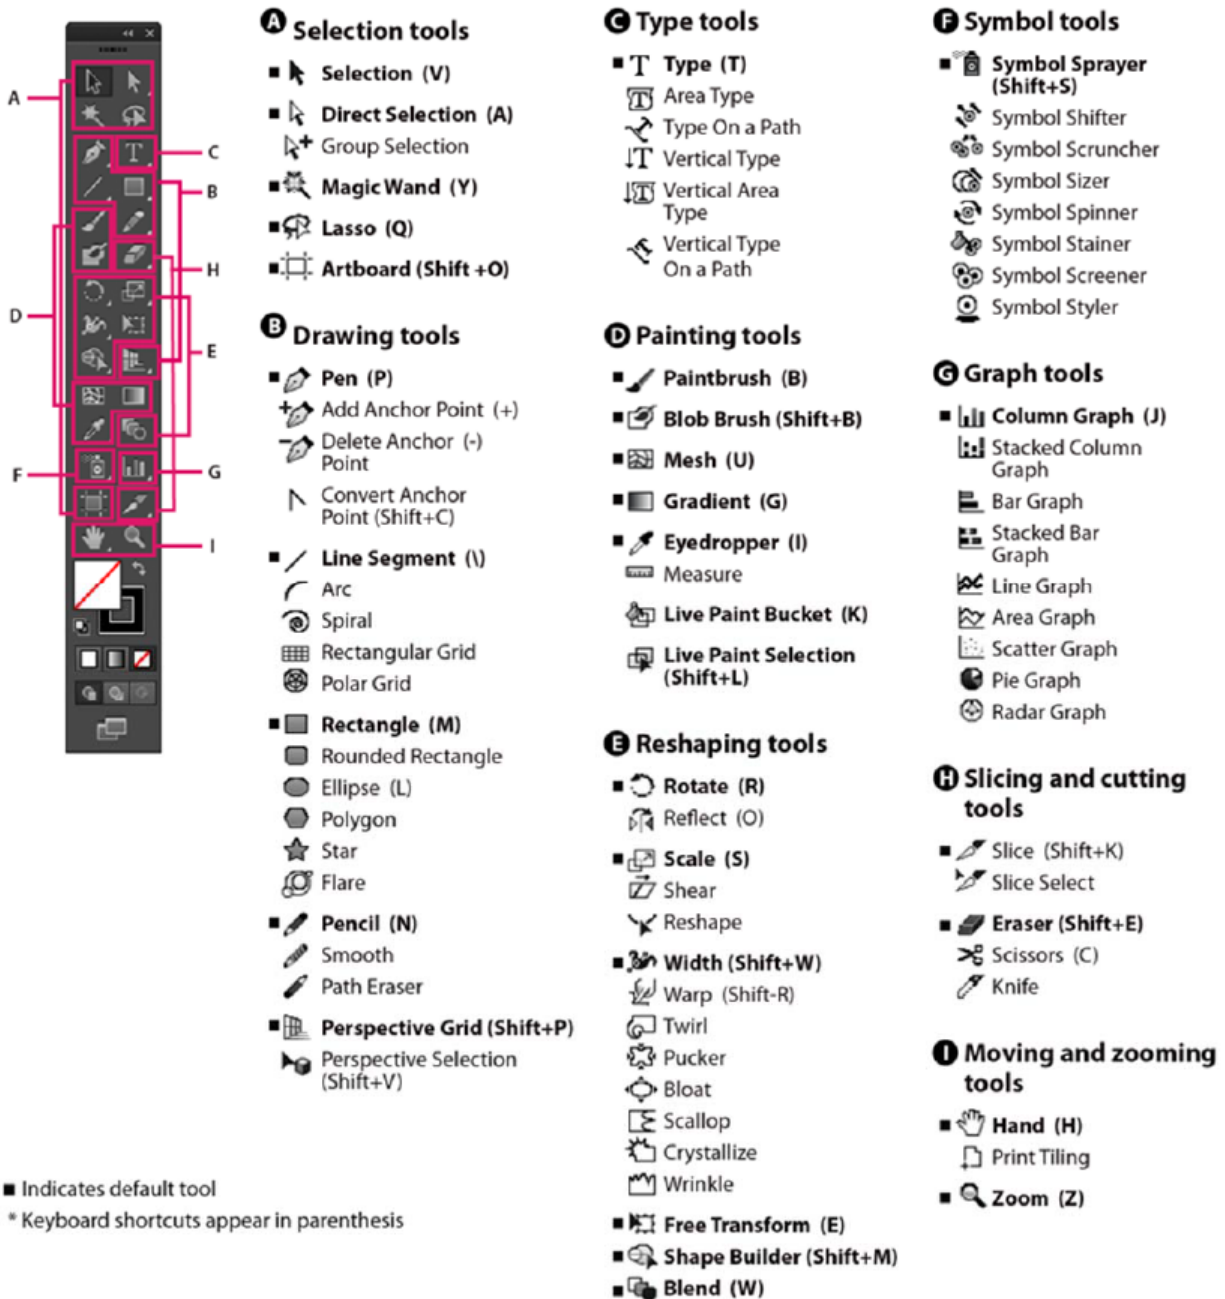 A
C
B
H
D
E
F
G
I
A Selection tools
■ Selection (V)
■ Direct Selection (A)
Group Selection
■ Magic Wand (Y)
■ Lasso (Q)
■ Artboard (Shift +O)
B Drawing tools
■ Pen (P)
Add Anchor Point (+)
Delete Anchor (-)
Point
Convert Anchor
Point (Shift+C)
■ Line Segment (\)
Arc
Spiral
Rectangular Grid
Polar Grid
■ Rectangle (M)
Rounded Rectangle
Ellipse (L)
Polygon
Star
Flare
■ Pencil (N)
Smooth
Path Eraser
■ Perspective Grid (Shift+P)
Perspective Selection
(Shift+V)
■ Indicates default tool
* Keyboard shortcuts appear in parenthesis
C Type tools
■ Type (T)
Area Type
Type On a Path
Vertical Type
Vertical Area
Type
Vertical Type
On a Path
D Painting tools
■ Paintbrush (B)
■ Blob Brush (Shift+B)
■ Mesh (U)
■ Gradient (G)
■ Eyedropper (I)
Measure
Live Paint Bucket (K)
Live Paint Selection
(Shift+L)
E Reshaping tools
■ Rotate (R)
Reflect (O)
■ Scale (S)
Shear
Reshape
■ Width (Shift+W)
Warp (Shift-R)
Twirl
Pucker
Bloat
Scallop
Crystallize
Wrinkle
■ Free Transform (E)
■ Shape Builder (Shift+M)
■ Blend (W)
F Symbol tools
■ Symbol Sprayer
(Shift+S)
Symbol Shifter
Symbol Scruncher
Symbol Sizer
Symbol Spinner
Symbol Stainer
Symbol Screener
Symbol Styler
G Graph tools
■ Column Graph (J)
Stacked Column
Graph
Bar Graph
Stacked Bar
Graph
Line Graph
Area Graph
Scatter Graph
Pie Graph
Radar Graph
H Slicing and cutting
tools
■ Slice (Shift+K)
Slice Select
■ Eraser (Shift+E)
Scissors (C)
Knife
I Moving and zooming
tools
■ Hand (H)
Print Tiling
■ Zoom (Z)